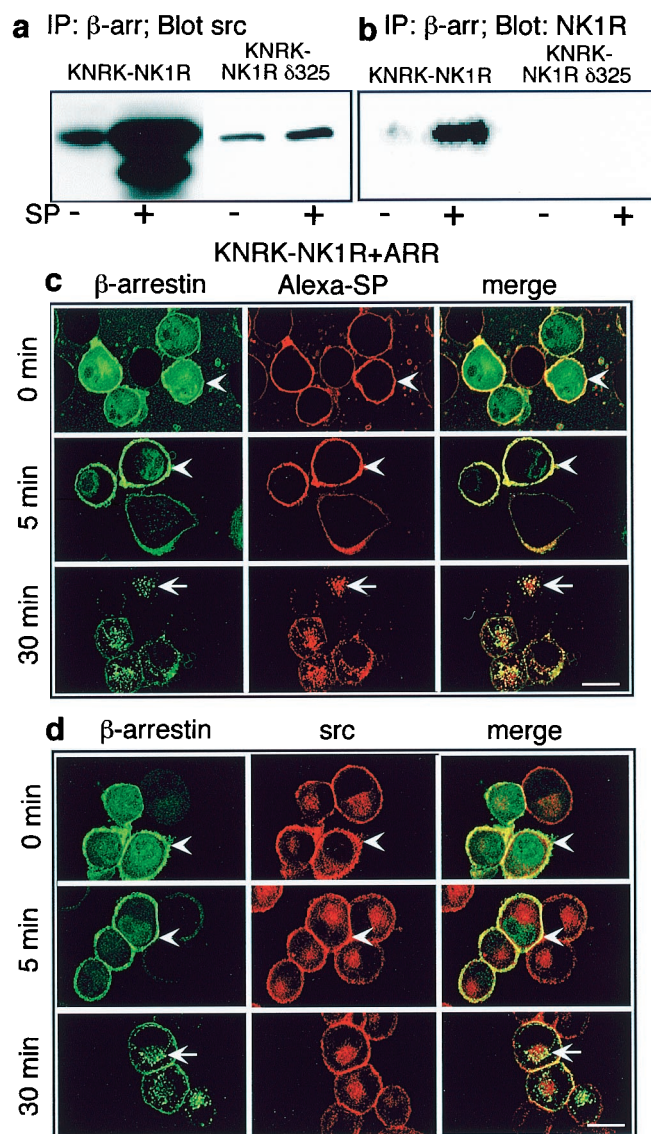 a IP: β-arr; Blot src
KNRK-NK1R
KNRK-
NK1R δ325
b IP: β-arr; Blot: NK1R
KNRK-NK1R
KNRK-
NK1R δ325
SP - + - + - + - +
KNRK-NK1R+ARR
c β-arrestin Alexa-SP merge
0 min
5 min
30 min
d β-arrestin src merge
0 min
5 min
30 min